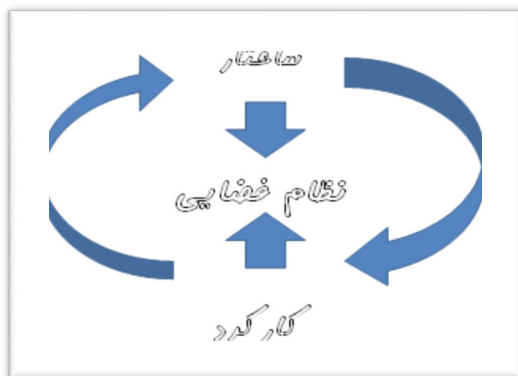 ساختار
نظام فضایی
کارکرد